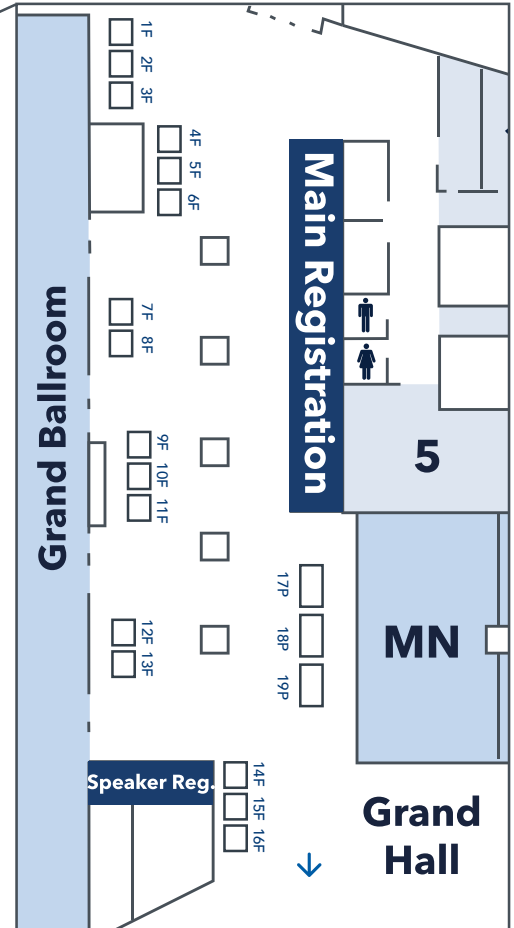 1F
2F
3F
4F
5F
6F
Main Registration
7F
8F
Grand Ballroom
9F
10F
11F
5
17P
18P
19P
12F
13F
MN
Speaker Reg.
14F
15F
16F
Grand
Hall